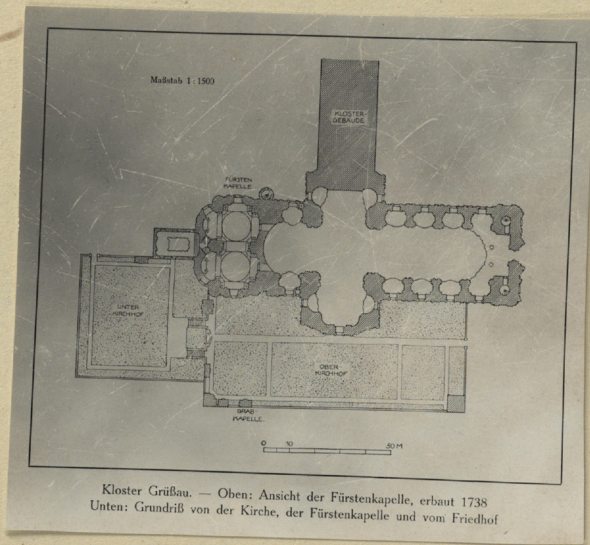 Maßstab 1:1500
KLOSTER-
GEBÄUDE
FÜRSTEN
KAPELLE
UNTER
KIRCHHOF
OBER
KIRCHHOF
GRAB-
KAPELLE.
0 10 50 M
Kloster Grüßau. — Oben: Ansicht der Fürstenkapelle, erbaut 1738
Unten: Grundriß von der Kirche, der Fürstenkapelle und vom Friedhof